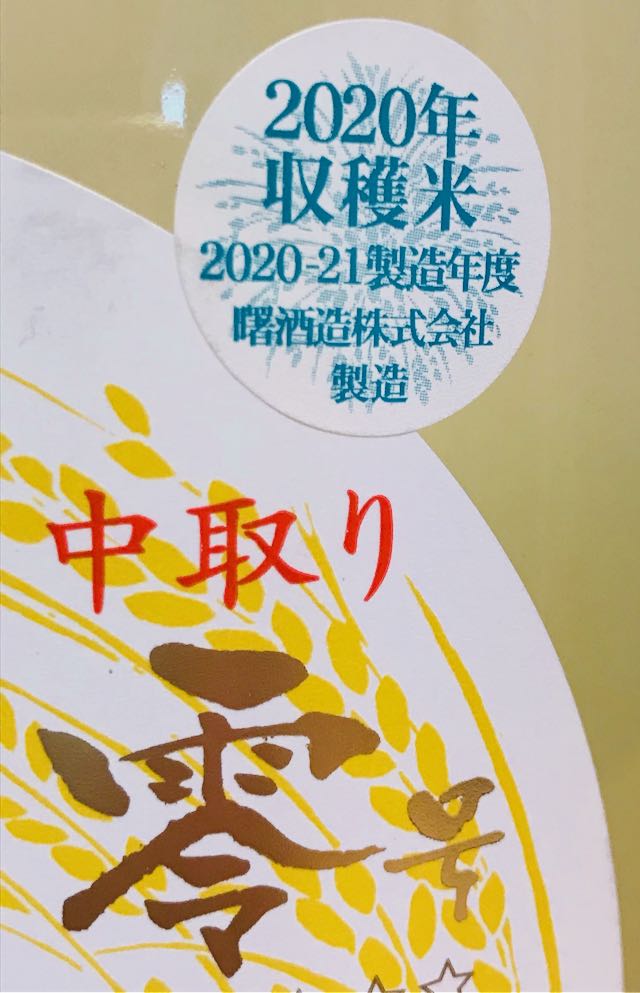 2020年
収穫米
2020-21製造年度
曙酒造株式会社
製造
中取り
零号